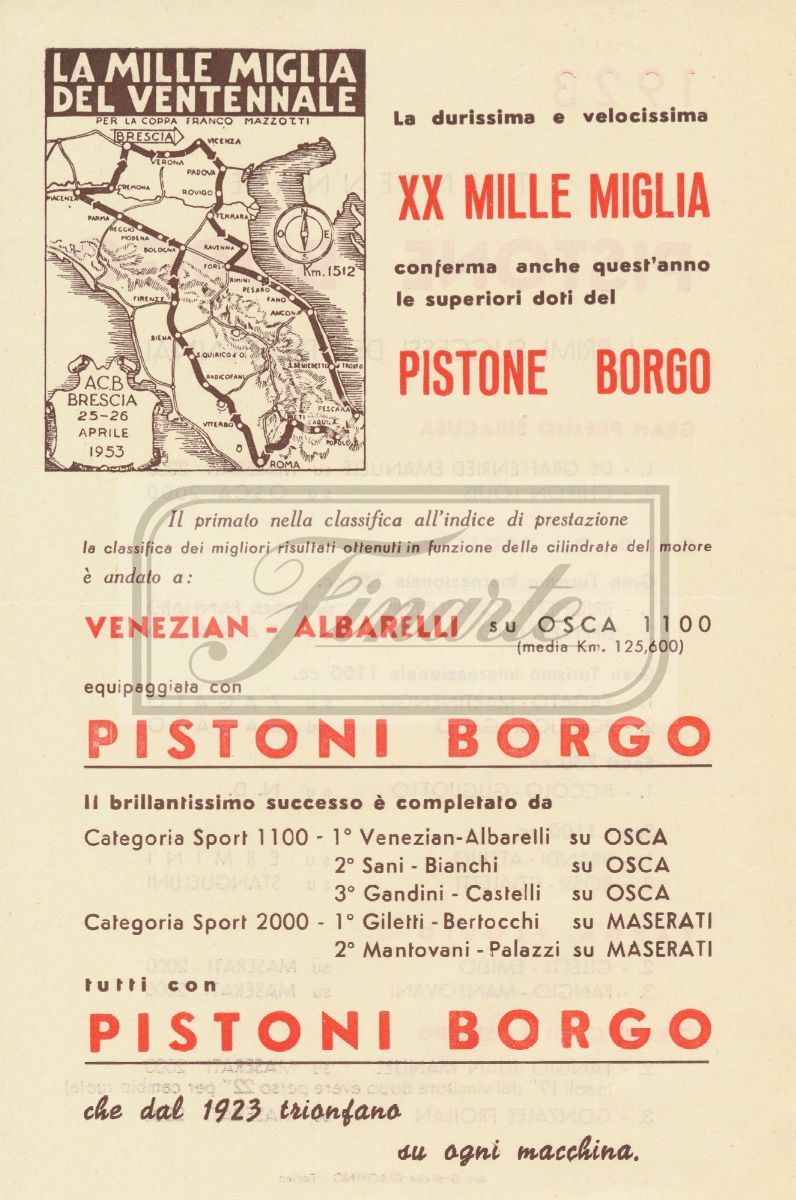 LA MILLE MIGLIA
DEL VENTENNALE
PER LA COPPA FRANCO MAZZOTTI
BRESCIA
VICENZA
VERONA
PADOVA
CREMONA
ROVIGO
PIACENZA
FERRARA
PARMA
REGGIO
MODENA
BOLOGNA
RAVENNA
FORLÌ
RIMINI
Km. 1512
N
O
E
S
FIRENZE
PESARO
FANO
ANCONA
SIENA
S. QUIRICO d'O.
S. BENEDETTO
TRONTO
RADICOFANI
PESCARA
VITERBO
RIETI
L'AQUILA
POPOLI
ROMA
A.C.B
BRESCIA
25-26
APRILE
1953
La durissima e velocissima
XX MILLE MIGLIA
conferma anche quest'anno
le superiori doti del
PISTONE BORGO
Il primato nella classifica all'indice di prestazione
la classifica dei migliori risultati ottenuti in funzione della cilindrata del motore
è andato a:
VENEZIAN - ALBARELLI su OSCA 1100
(media Km. 125,600)
Finarte
equipaggiata con
PISTONI BORGO
Il brillantissimo successo è completato da
Categoria Sport 1100 - 1° Venezian-Albarelli su OSCA
2° Sani - Bianchi su OSCA
3° Gandini - Castelli su OSCA
Categoria Sport 2000 - 1° Giletti - Bertocchi su MASERATI
2° Mantovani - Palazzi su MASERATI
tutti con
PISTONI BORGO
che dal 1923 trionfano
su ogni macchina.